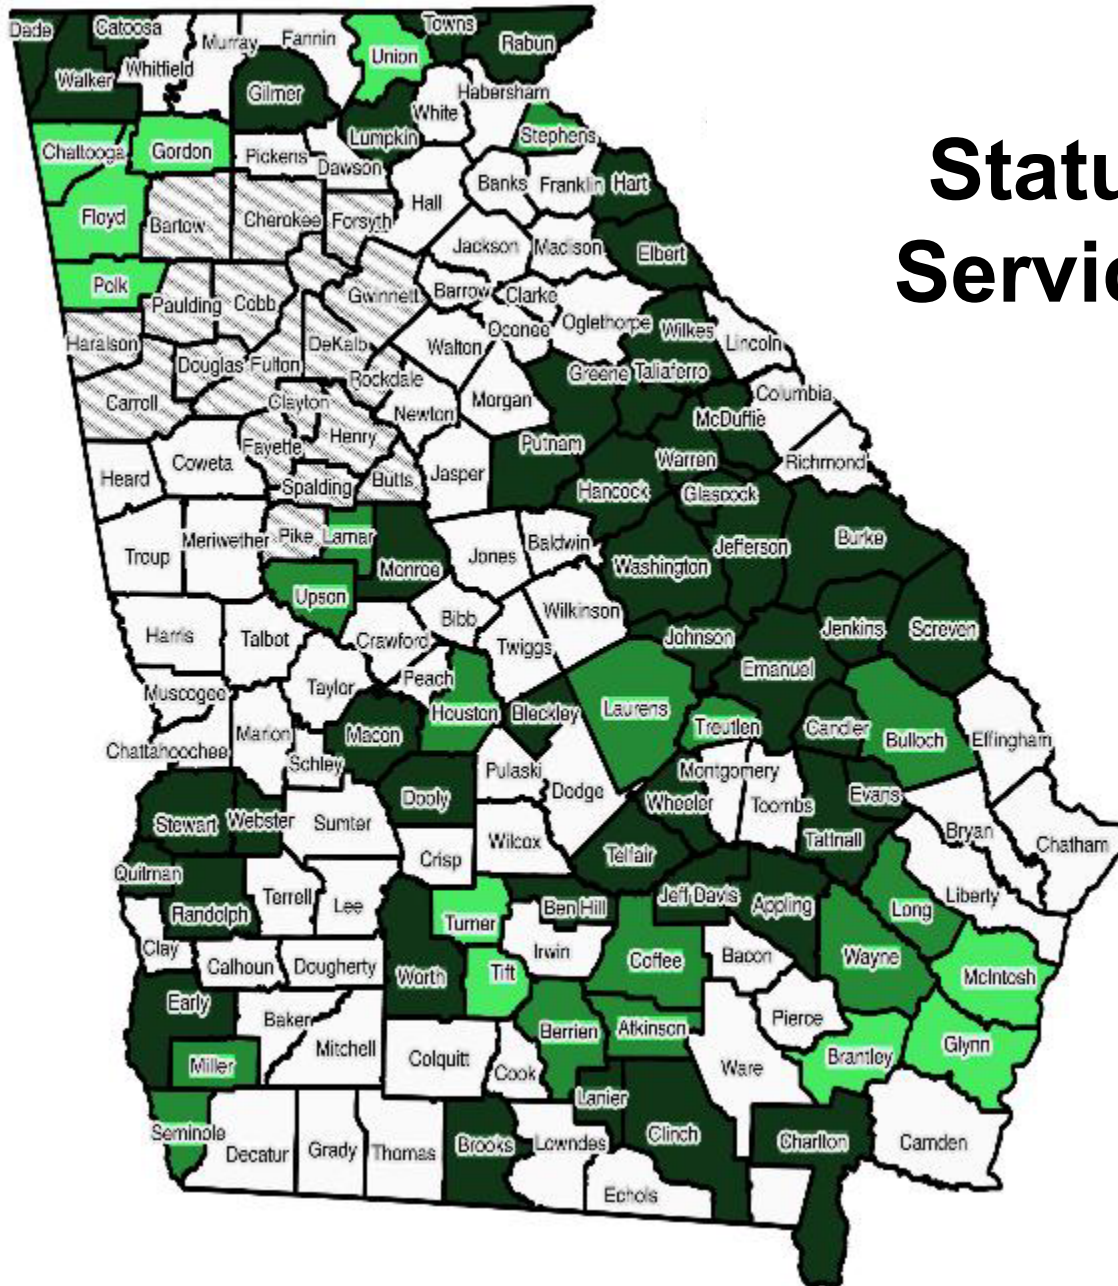 Statu
Servic
Dade
Catoosa
Towns
Rabun
Murray
Fannin
Union
Whitfield
Walker
Gilmer
Habersham
White
Lumpkin
Stephens
Chattooga
Gordon
Pickens
Dawson
Banks
Franklin
Hart
Hall
Floyd
Bartow
Cherokee
Forsyth
Jackson
Madison
Elbert
Polk
Paulding
Cobb
Gwinnett
Barrow
Clarke
Oconee
Oglethorpe
Wilkes
Lincoln
Haralson
DeKalb
Walton
Douglas
Fulton
Rockdale
Greene
Taliaferro
Carroll
Clayton
Newton
Morgan
Columbia
McDuffie
Fayette
Henry
Putnam
Warren
Richmond
Heard
Coweta
Spalding
Butts
Jasper
Hancock
Glascock
Troup
Meriwether
Pike
Lamar
Monroe
Jones
Baldwin
Washington
Jefferson
Burke
Upson
Bibb
Wilkinson
Harris
Talbot
Crawford
Twiggs
Johnson
Jenkins
Screven
Emanuel
Muscogee
Taylor
Peach
Houston
Bleckley
Laurens
Treutlen
Candler
Bulloch
Effingham
Chattahoochee
Marion
Macon
Schley
Pulaski
Dodge
Montgomery
Wheeler
Toombs
Evans
Stewart
Webster
Sumter
Dooly
Wilcox
Tattnall
Bryan
Chatham
Crisp
Telfair
Quitman
Randolph
Terrell
Lee
Turner
Ben Hill
Jeff Davis
Appling
Long
Liberty
Clay
Calhoun
Dougherty
Worth
Tift
Irwin
Coffee
Bacon
Wayne
McIntosh
Early
Baker
Mitchell
Berrien
Atkinson
Pierce
Miller
Colquitt
Cook
Ware
Brantley
Glynn
Lanier
Seminole
Decatur
Grady
Thomas
Brooks
Lowndes
Clinch
Charlton
Camden
Echols